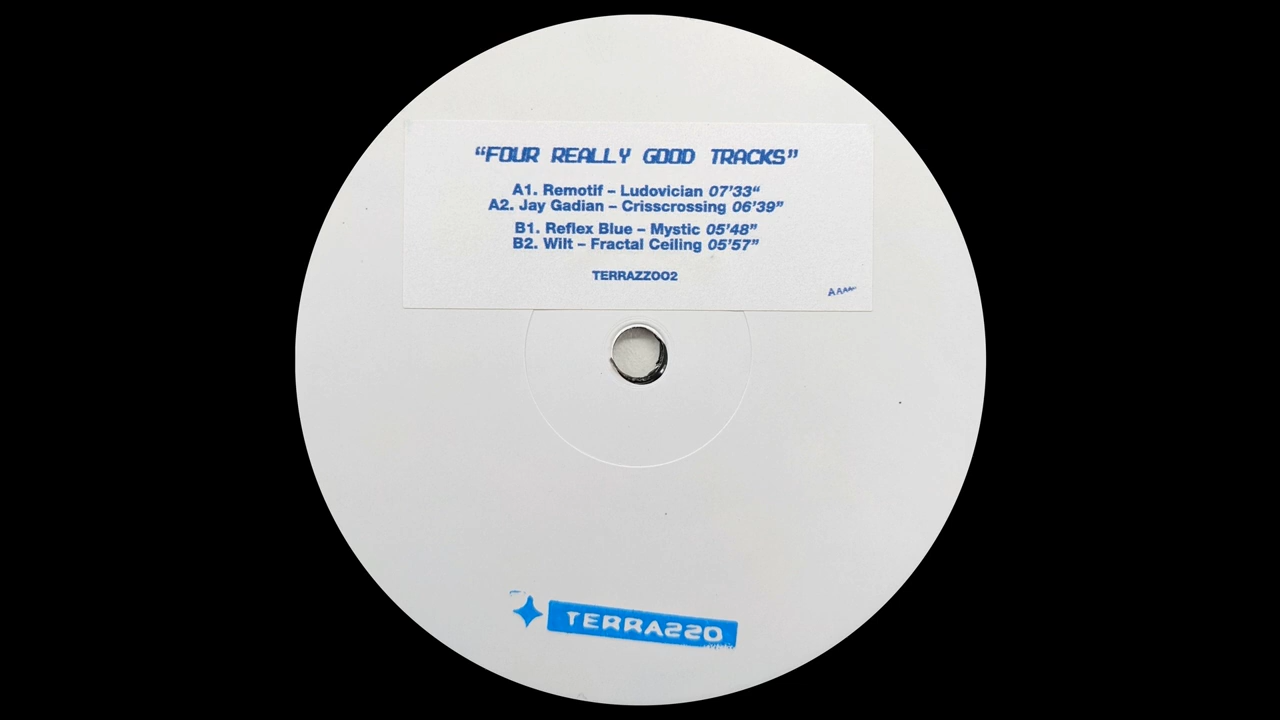 “FOUR REALLY GOOD TRACKS”
A1. Remotif – Ludovician 07’33“
A2. Jay Gadian – Crisscrossing 06’39”
B1. Reflex Blue – Mystic 05’48”
B2. Wilt – Fractal Ceiling 05’57”
TERRAZZO02
TERRAZZO